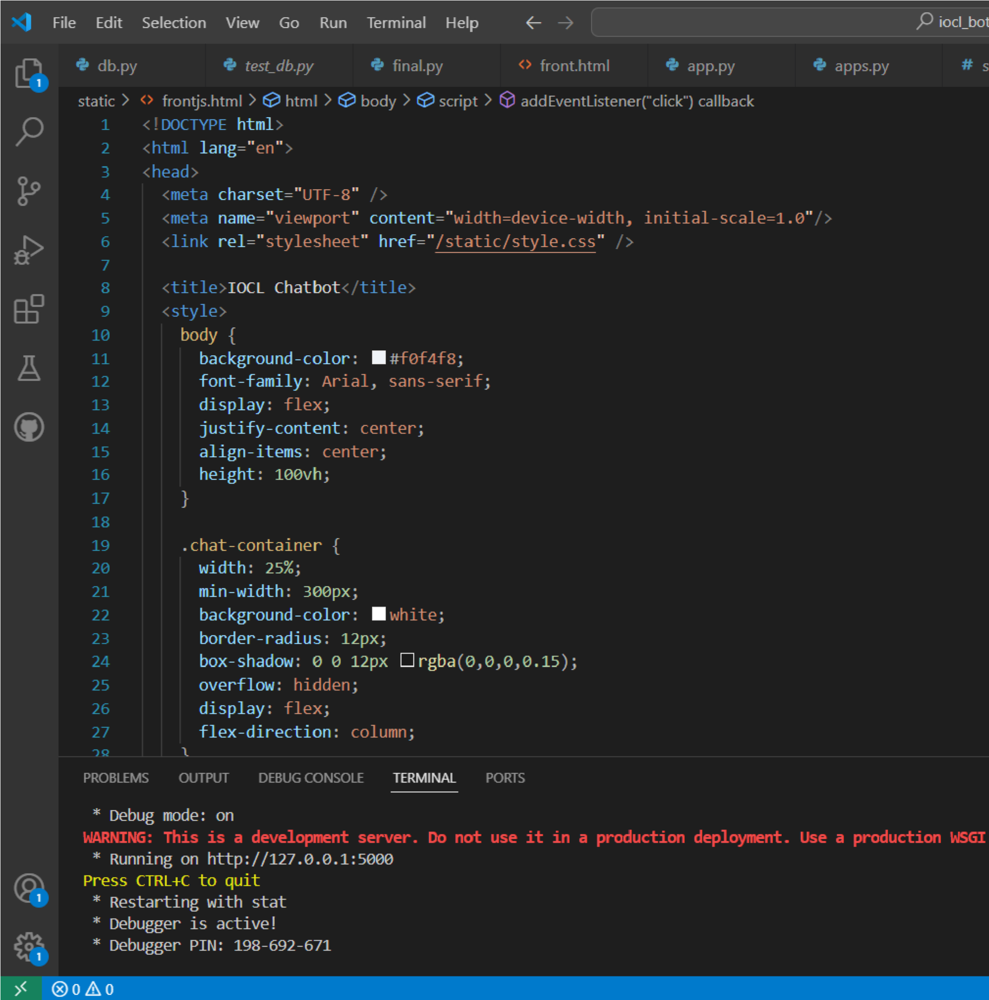 File Edit Selection View Go Run Terminal Help iocl_bot
db.py test_db.py final.py front.html app.py apps.py #
1
static > <> frontjs.html > html > body > script > addEventListener("click") callback
1 <!DOCTYPE html>
2 <html lang="en">
3 <head>
4 <meta charset="UTF-8" />
5 <meta name="viewport" content="width=device-width, initial-scale=1.0"/>
6 <link rel="stylesheet" href="/static/style.css" />
7
8 <title>IOCL Chatbot</title>
9 <style>
10 body {
11 background-color: #f0f4f8;
12 font-family: Arial, sans-serif;
13 display: flex;
14 justify-content: center;
15 align-items: center;
16 height: 100vh;
17 }
18
19 .chat-container {
20 width: 25%;
21 min-width: 300px;
22 background-color: white;
23 border-radius: 12px;
24 box-shadow: 0 0 12px rgba(0,0,0,0.15);
25 overflow: hidden;
26 display: flex;
27 flex-direction: column;
28 }
PROBLEMS OUTPUT DEBUG CONSOLE TERMINAL PORTS
* Debug mode: on
WARNING: This is a development server. Do not use it in a production deployment. Use a production WSGI
* Running on http://127.0.0.1:5000
Press CTRL+C to quit
* Restarting with stat
* Debugger is active!
* Debugger PIN: 198-692-671
1
1
0 0